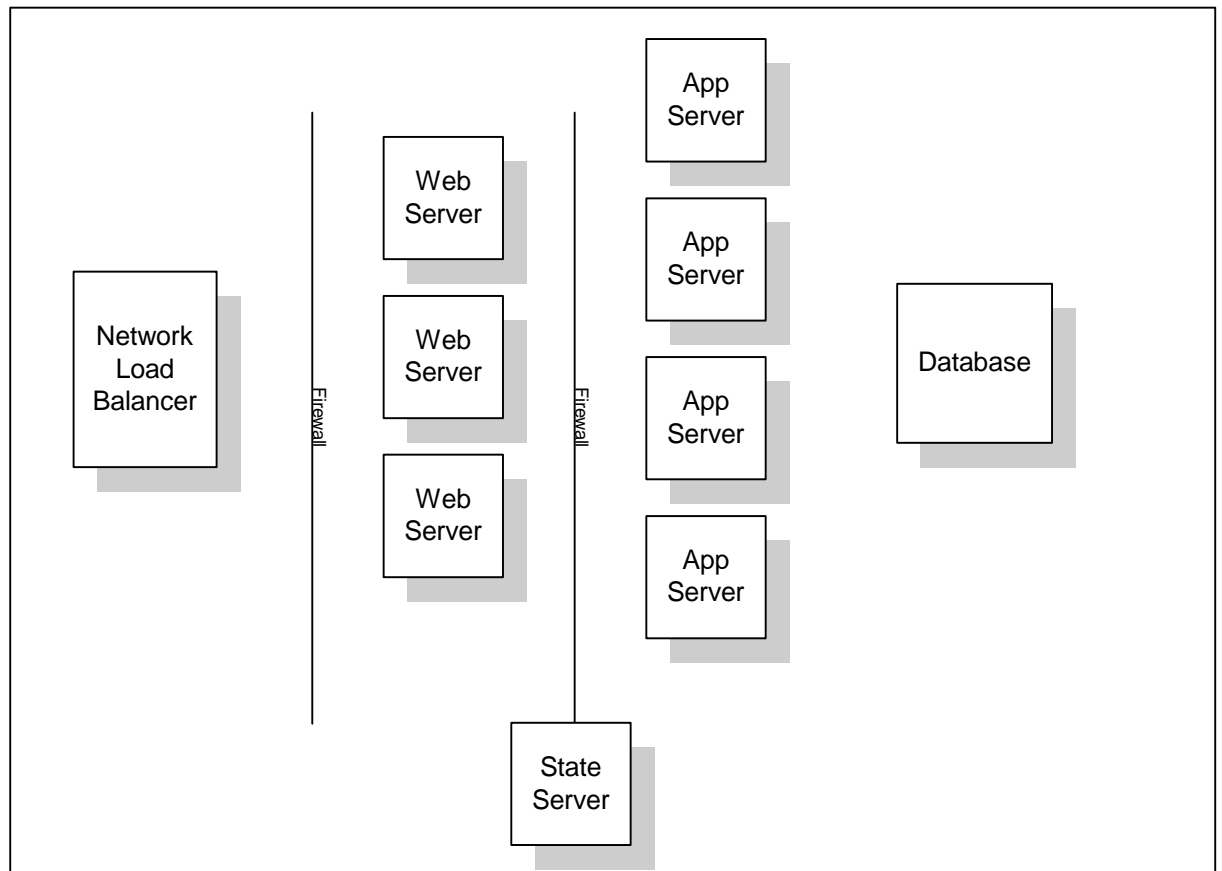 Network
Load
Balancer
Firewall
Web
Server
Web
Server
Web
Server
Firewall
App
Server
App
Server
App
Server
App
Server
Database
State
Server